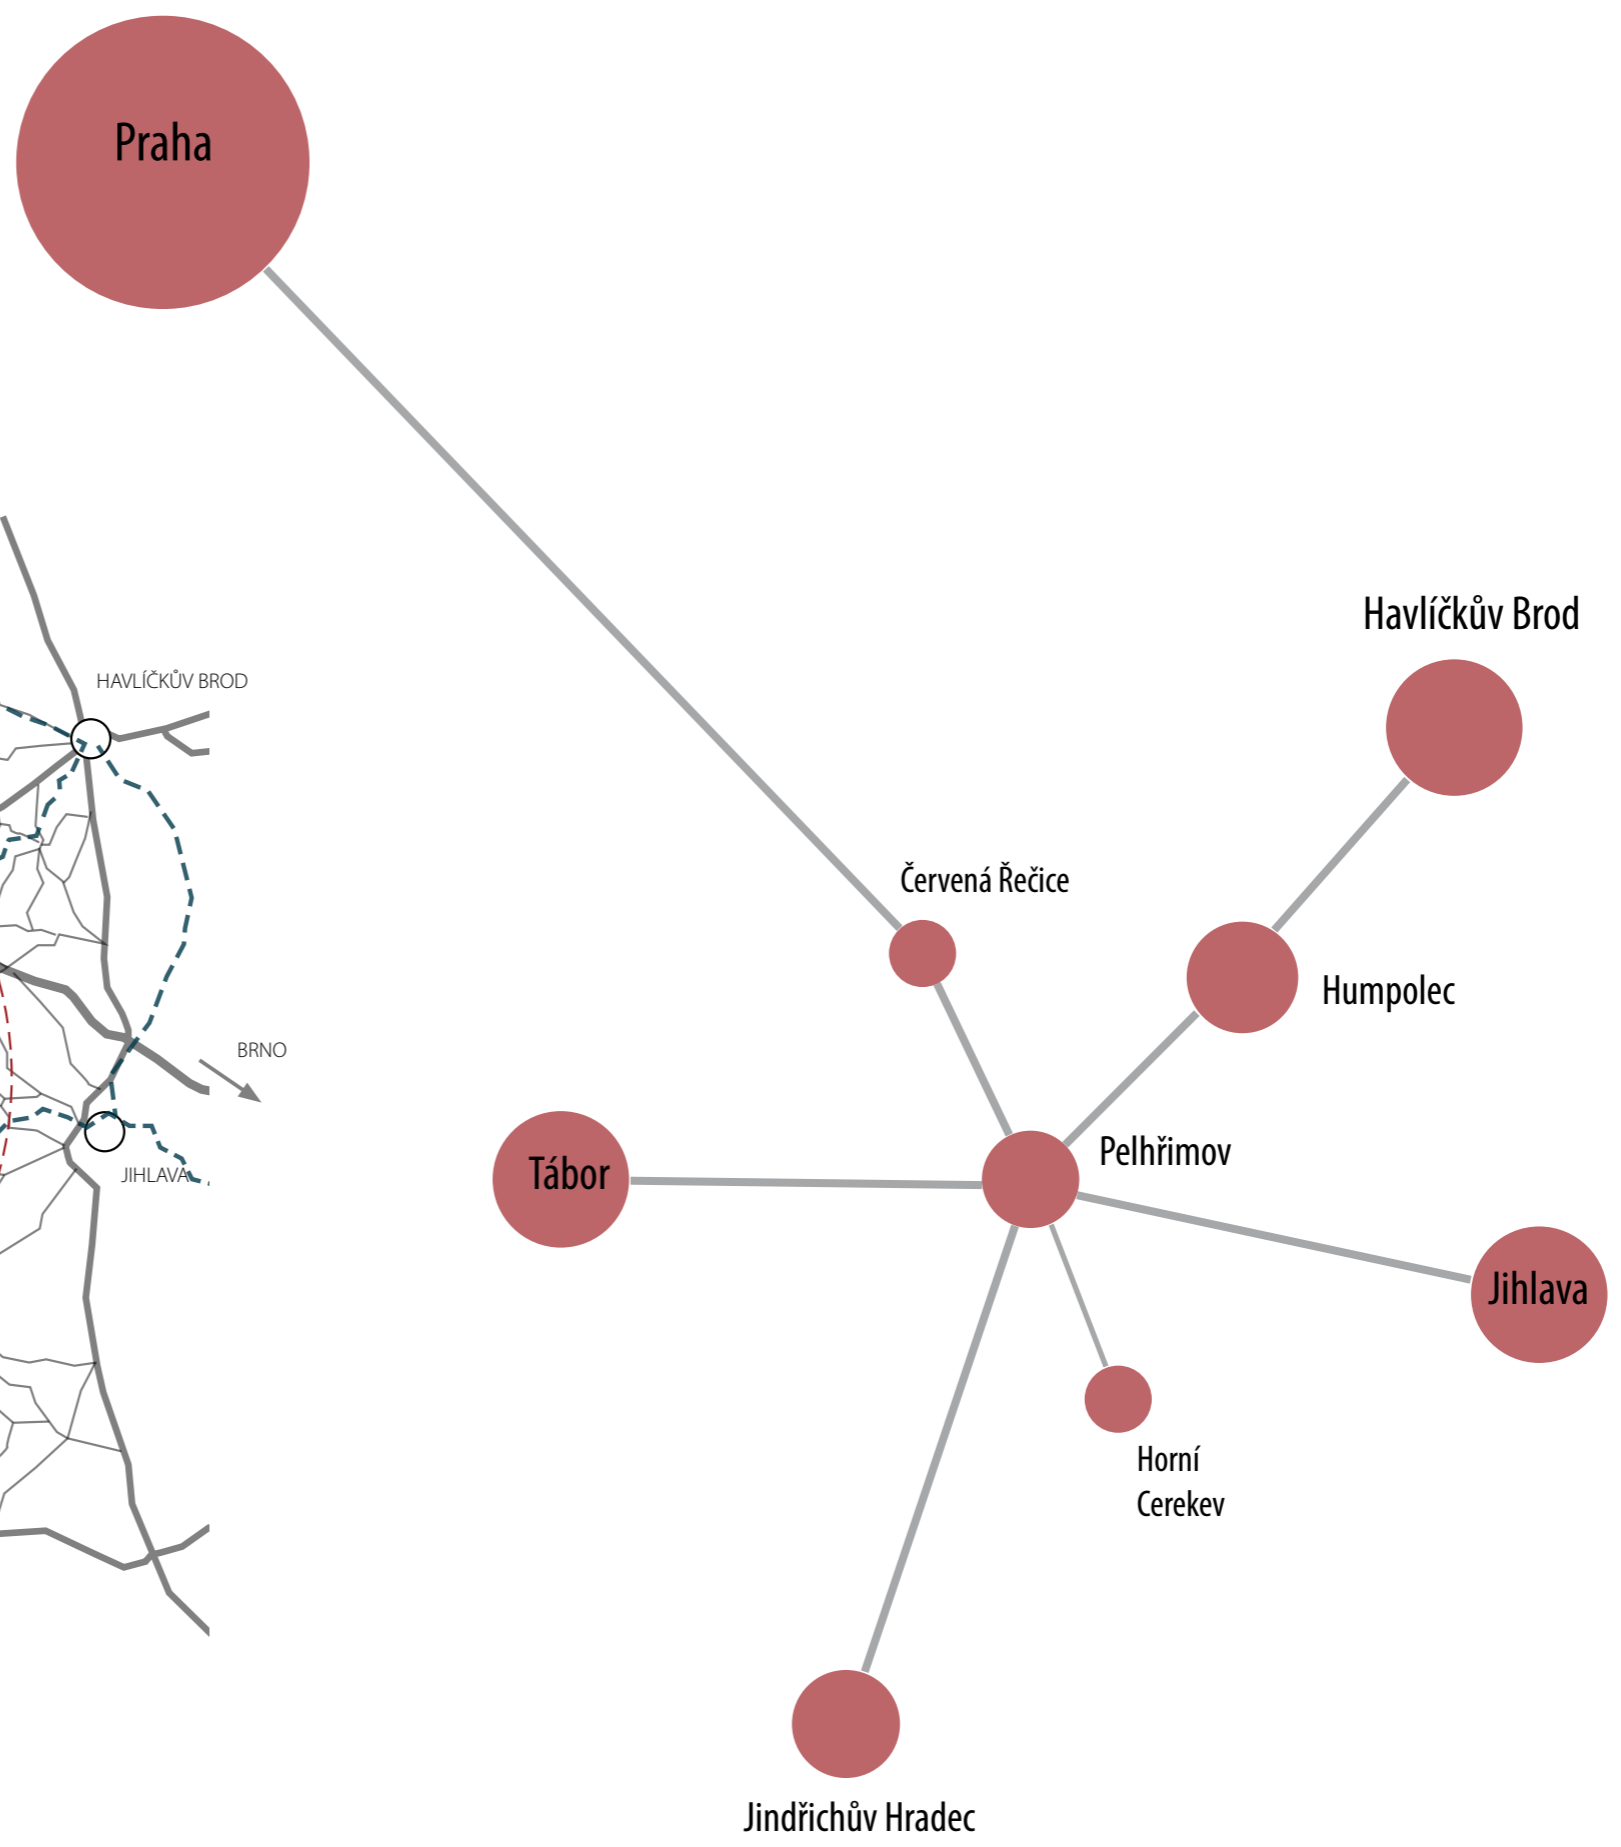 Praha
Havlíčkův Brod
HAVLÍČKŮV BROD
Červená Řečice
Humpolec
BRNO
Pelhřimov
Tábor
JIHLAVA
Jihlava
Horní
Cerekev
Jindřichův Hradec